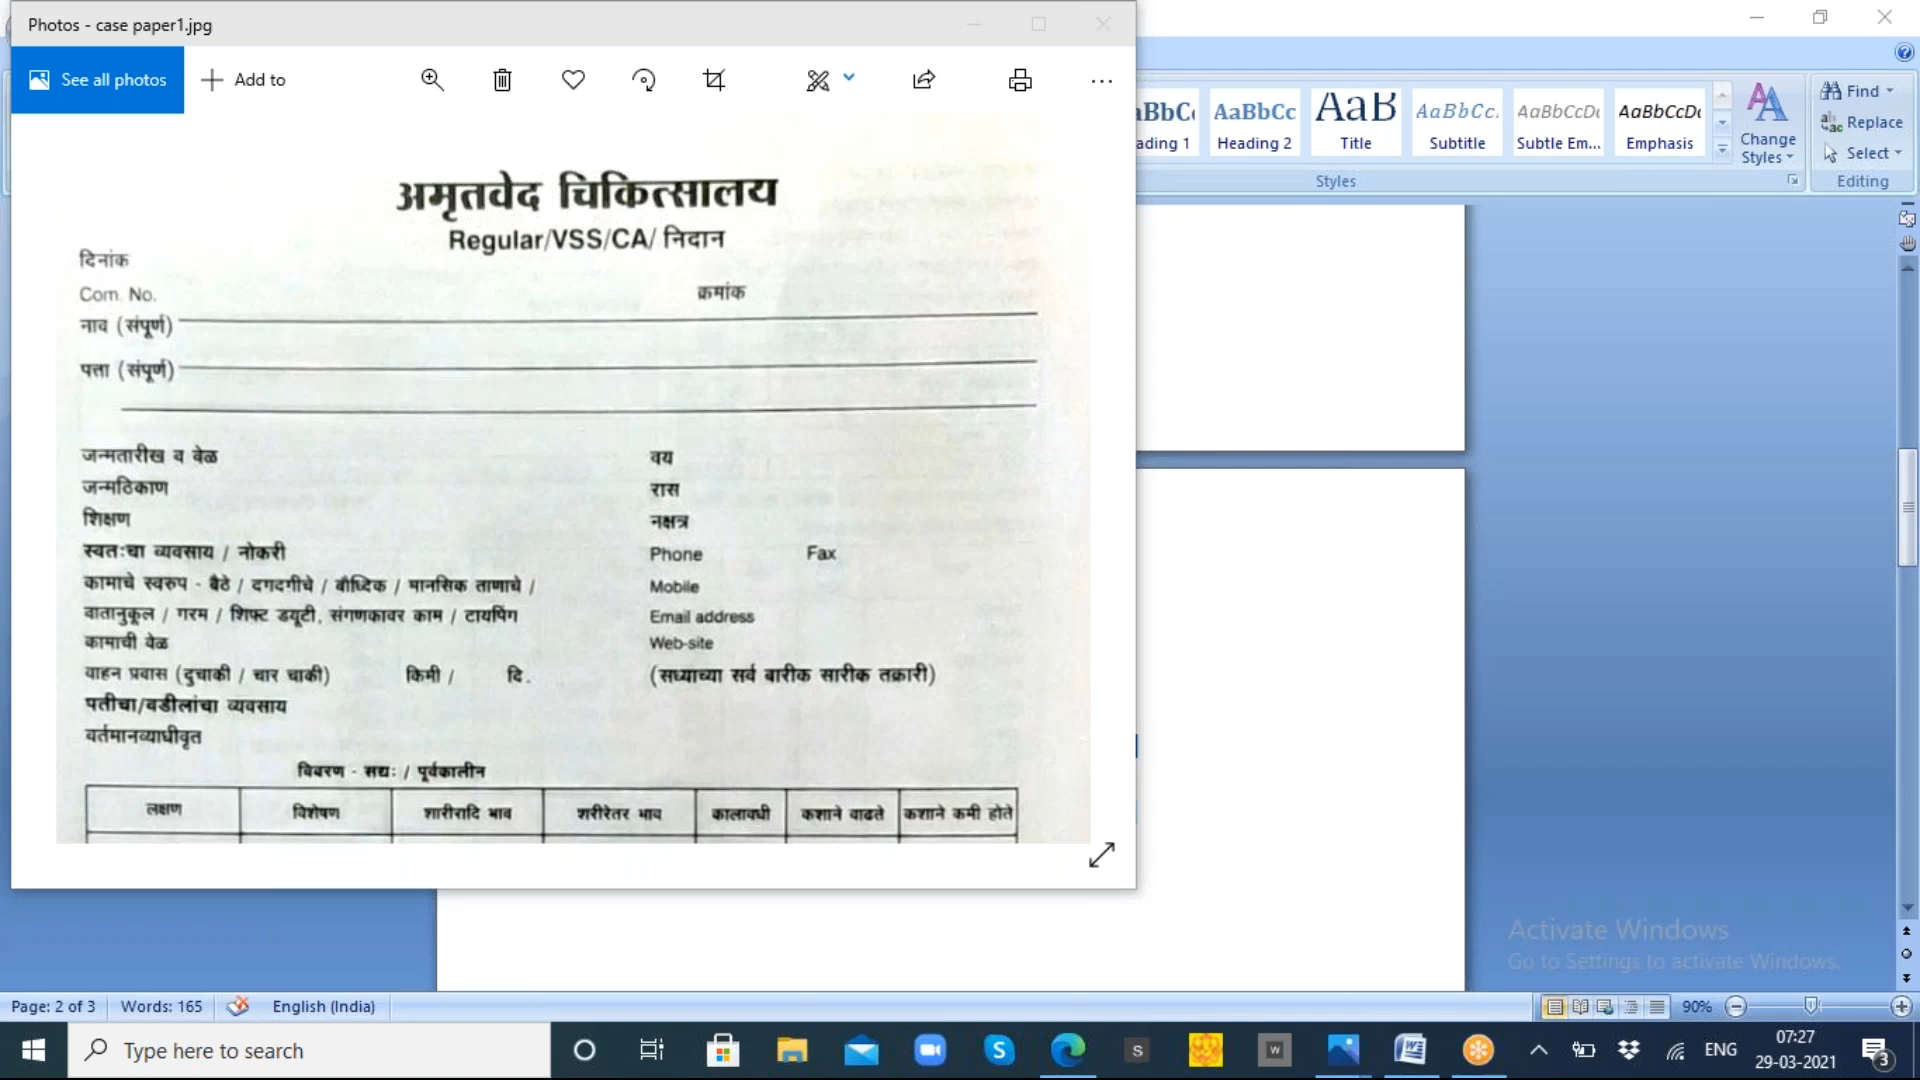 Photos - case paper1.jpg
See all photos
Add to
अमृतवेद चिकित्सालय
Regular/VSS/CA/ निदान
दिनांक
Com. No. क्रमांक
नाव (संपूर्ण)
पत्ता (संपूर्ण)
जन्मतारीख व वेळ वय
जन्मठिकाण रास
शिक्षण नक्षत्र
स्वतःचा व्यवसाय / नोकरी Phone Fax
कामाचे स्वरुप - बैठे / दगदगीचे / बौध्दिक / मानसिक ताणाचे / Mobile
वातानुकूल / गरम / शिफ्ट डयूटी, संगणकावर काम / टायपिंग Email address
कामाची वेळ Web-site
वाहन प्रवास (दुचाकी / चार चाकी) किमी / दि. (सध्याच्या सर्व बारीक सारीक तक्रारी)
पतीचा/वडीलांचा व्यवसाय
वर्तमानव्याधीवृत
विवरण - सद्यः / पूर्वकालीन
लक्षण विशेषण शारीरादि भाव शरीरेतर भाव कालावधी कशाने वाढते कशाने कमी होते
aBbCc AaBbCc AaB AaBbCc. AaBbCcDc AaBbCcDc
ading 1 Heading 2 Title Subtitle Subtle Em... Emphasis
Change
Styles
Styles
Find
Replace
Select
Editing
Activate Windows
Go to Settings to activate Windows.
Page: 2 of 3 Words: 165 English (India) 90%
Type here to search
S
S
W
W
ENG
07:27
29-03-2021
3